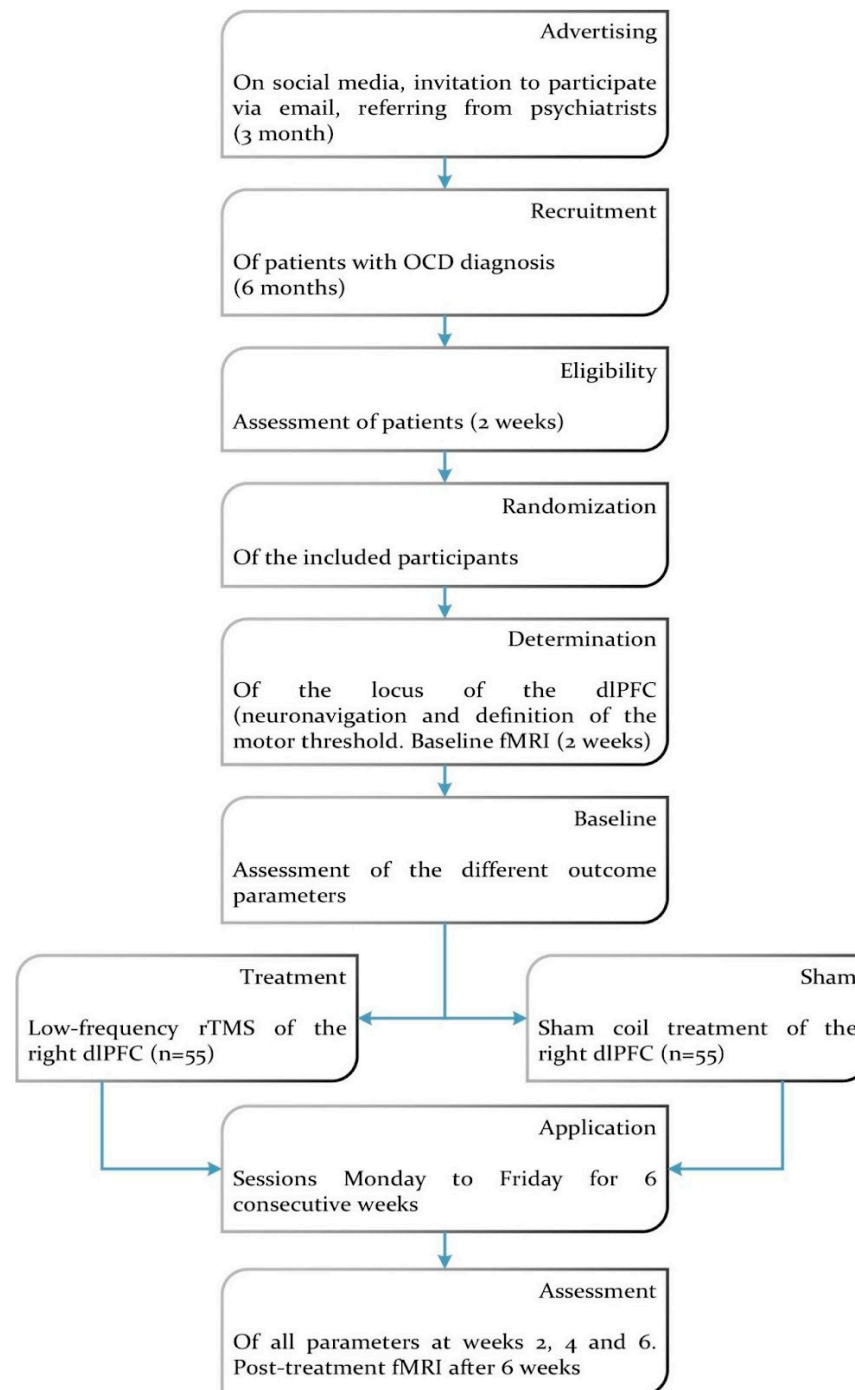 Advertising
On social media, invitation to participate
via email, referring from psychiatrists
(3 month)
Recruitment
Of patients with OCD diagnosis
(6 months)
Eligibility
Assessment of patients (2 weeks)
Randomization
Of the included participants
Determination
Of the locus of the dlPFC
(neuronavigation and definition of the
motor threshold. Baseline fMRI (2 weeks)
Baseline
Assessment of the different outcome
parameters
Treatment
Low-frequency rTMS of the
right dlPFC (n=55)
Sham
Sham coil treatment of the
right dlPFC (n=55)
Application
Sessions Monday to Friday for 6
consecutive weeks
Assessment
Of all parameters at weeks 2, 4 and 6.
Post-treatment fMRI after 6 weeks